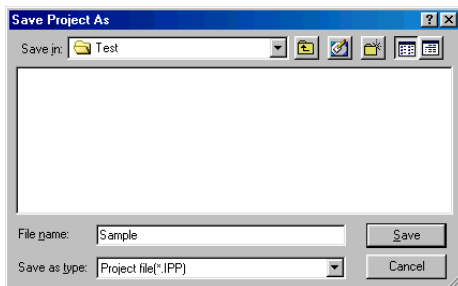 Save Project As
Save in: Test
File name: Sample Save
Save as type: Project file(*.IPP) Cancel